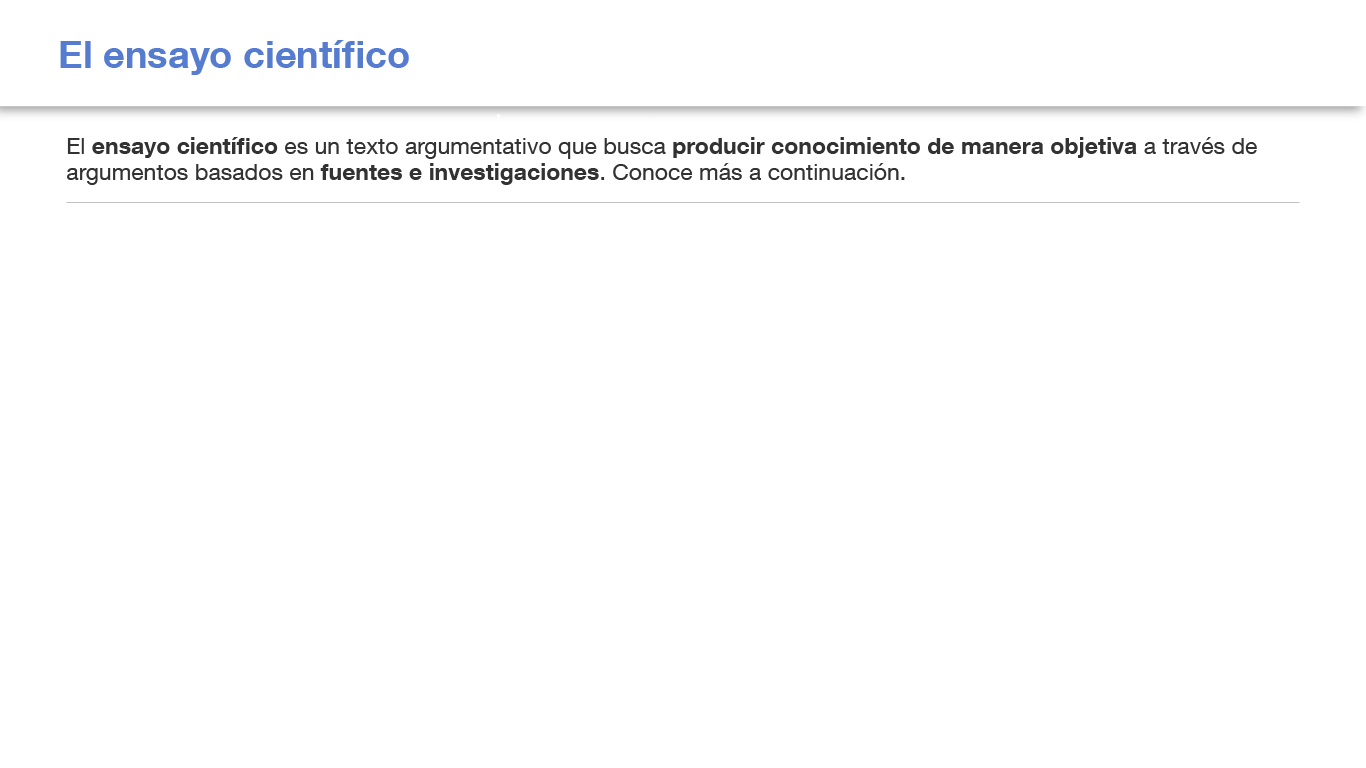 El ensayo científico
El ensayo científico es un texto argumentativo que busca producir conocimiento de manera objetiva a través de
argumentos basados en fuentes e investigaciones. Conoce más a continuación.